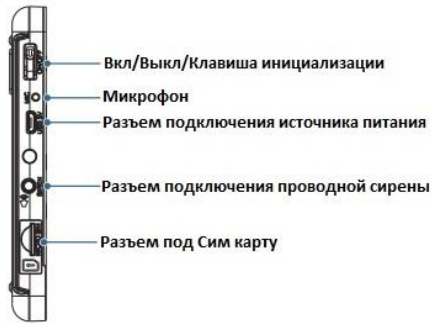 Вкл/Выкл/Клавиша инициализации
Микрофон
Разъем подключения источника питания
Разъем подключения проводной сирены
Разъем под Сим карту